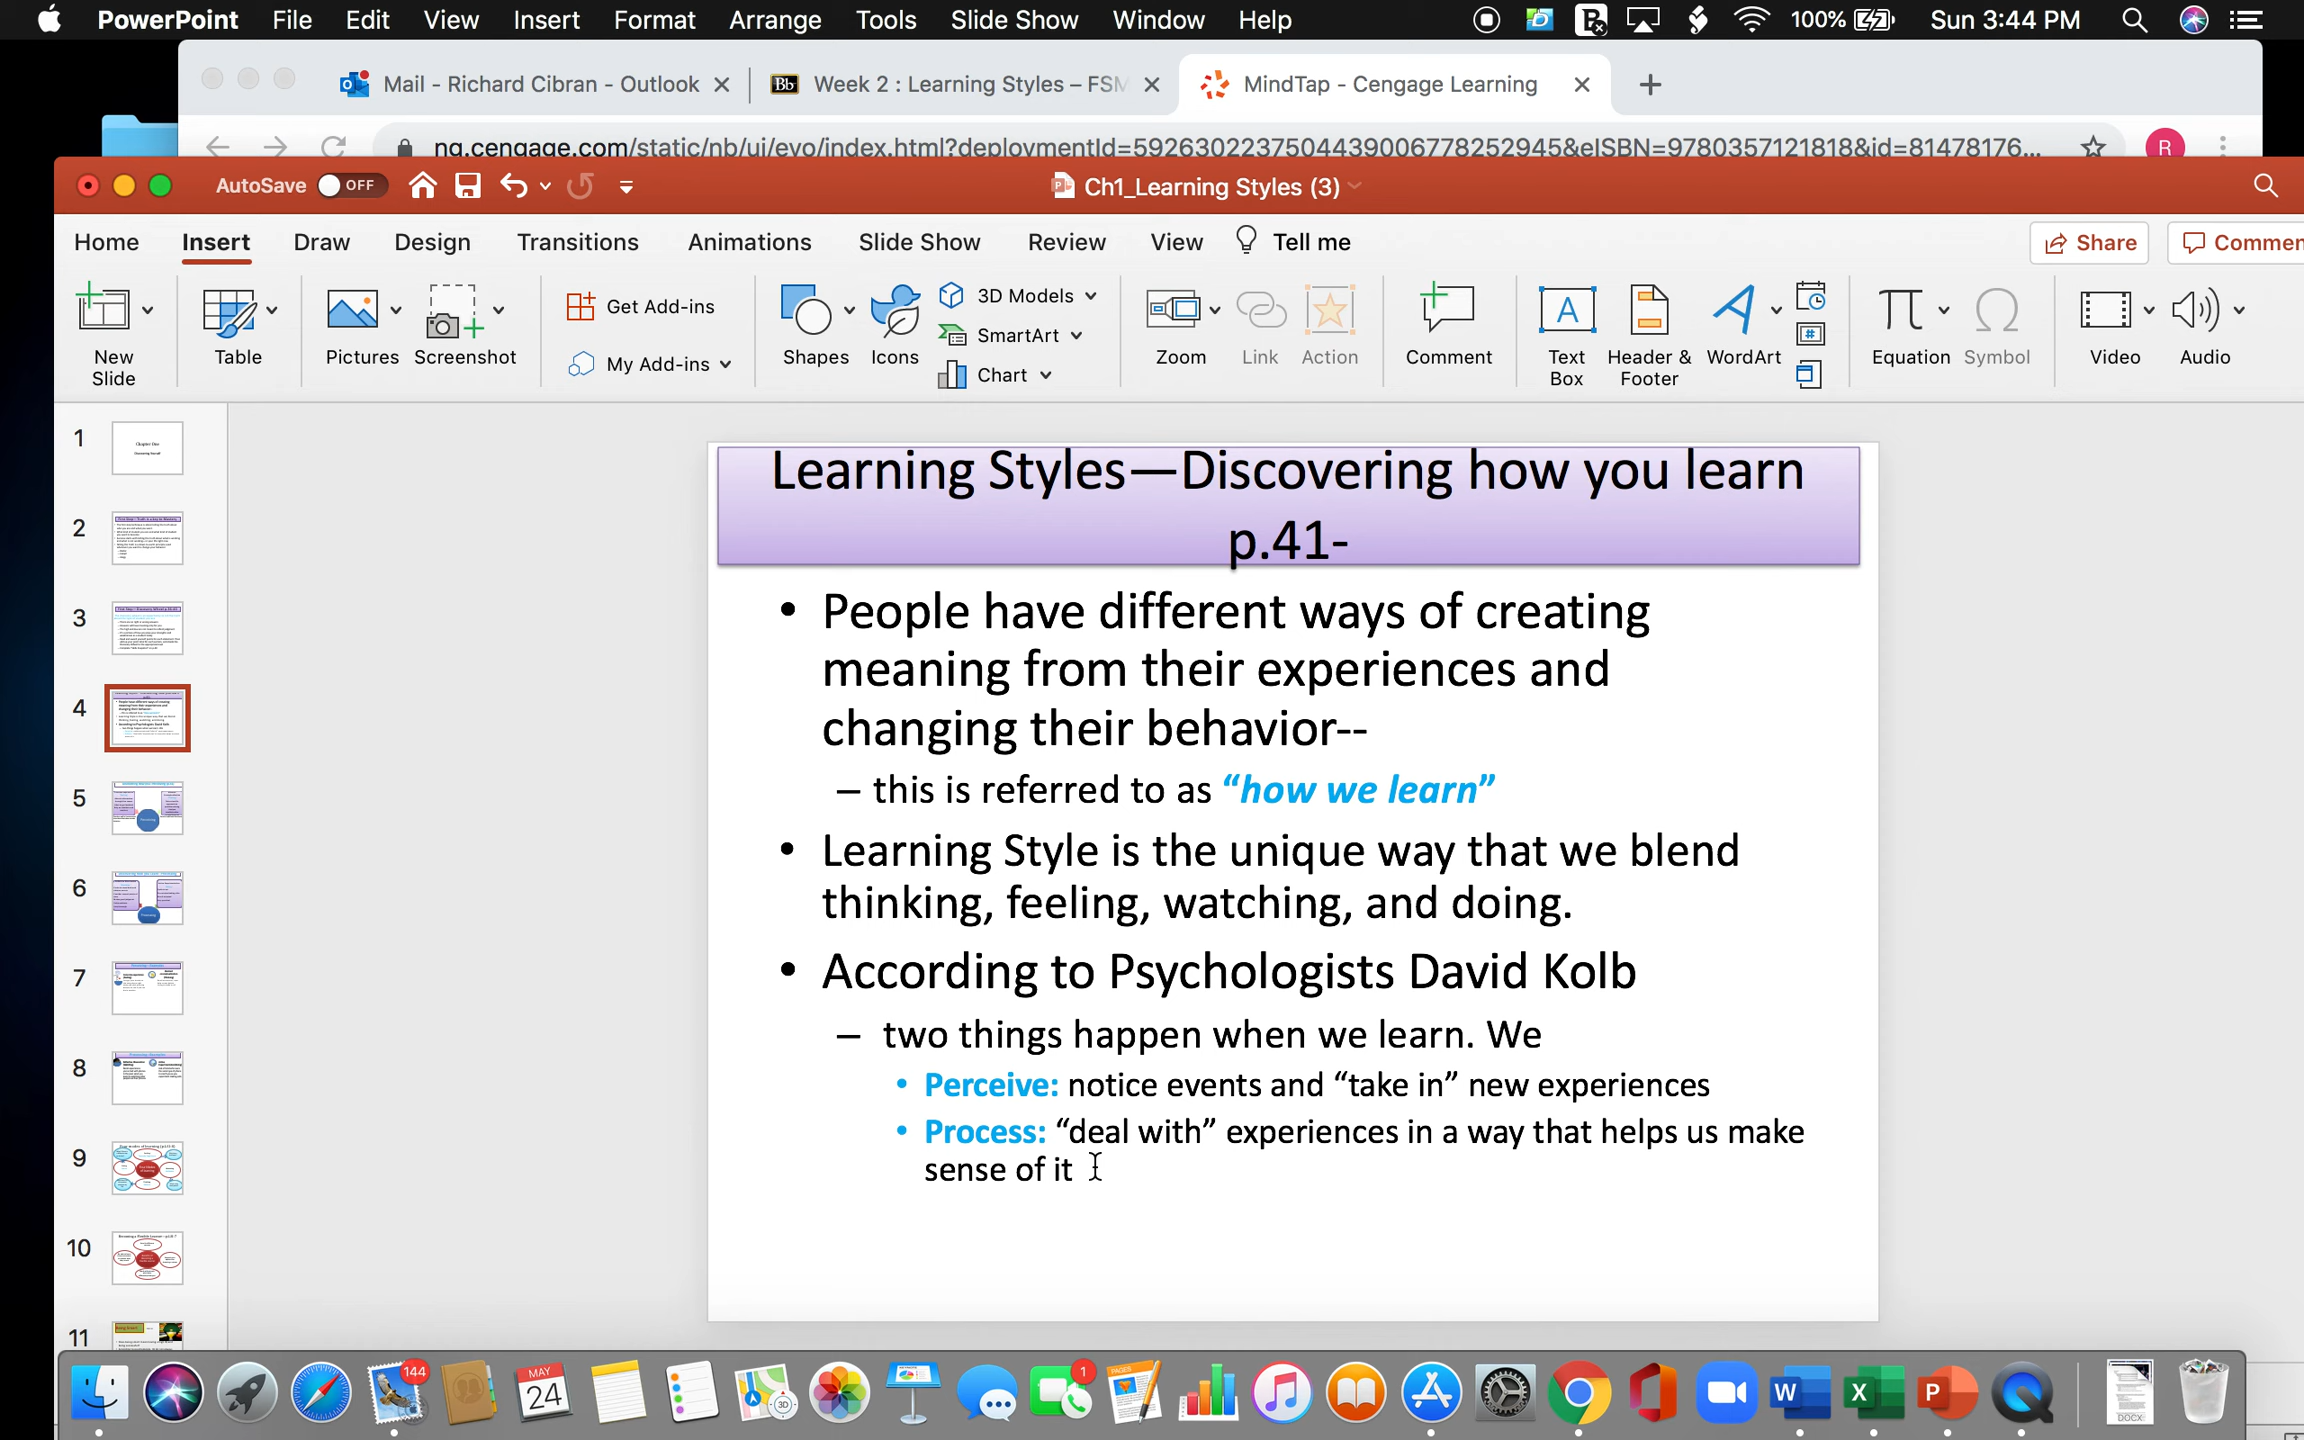 PowerPoint File Edit View Insert Format Arrange Tools Slide Show Window Help 100% Sun 3:44 PM
Mail - Richard Cibran - Outlook Week 2 : Learning Styles – FSM MindTap - Cengage Learning
ng.cengage.com/static/nb/ui/evo/index.html?deploymentId=59263022375044390067782529​45&eISBN=9780357121818&id=81478176... R
AutoSave OFF Ch1_Learning Styles (3)
Home Insert Draw Design Transitions Animations Slide Show Review View Tell me Share Commen
New Slide
Table
Pictures
Screenshot
Get Add-ins
My Add-ins
Shapes
Icons
3D Models
SmartArt
Chart
Zoom
Link
Action
Comment
Text Box
Header & Footer
WordArt
Equation
Symbol
Video
Audio
1
Chapter One
2
3
4
5
6
7
8
9
10
11
Learning Styles—Discovering how you learn
p.41-
• People have different ways of creating
meaning from their experiences and
changing their behavior--
– this is referred to as “how we learn”
• Learning Style is the unique way that we blend
thinking, feeling, watching, and doing.
• According to Psychologists David Kolb
– two things happen when we learn. We
• Perceive: notice events and “take in” new experiences
• Process: “deal with” experiences in a way that helps us make
sense of it
144
MAY
24
3D
1
PAGES
W
X
P
DOCX